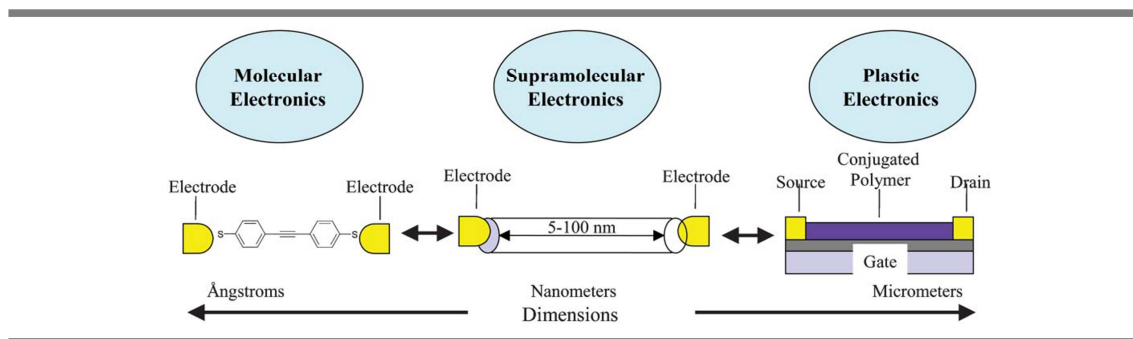 Molecular
Electronics
Supramolecular
Electronics
Plastic
Electronics
Electrode
Electrode
S
S
Electrode
Electrode
5-100 nm
Conjugated
Polymer
Source
Drain
Gate
Ångstroms
Nanometers
Micrometers
Dimensions